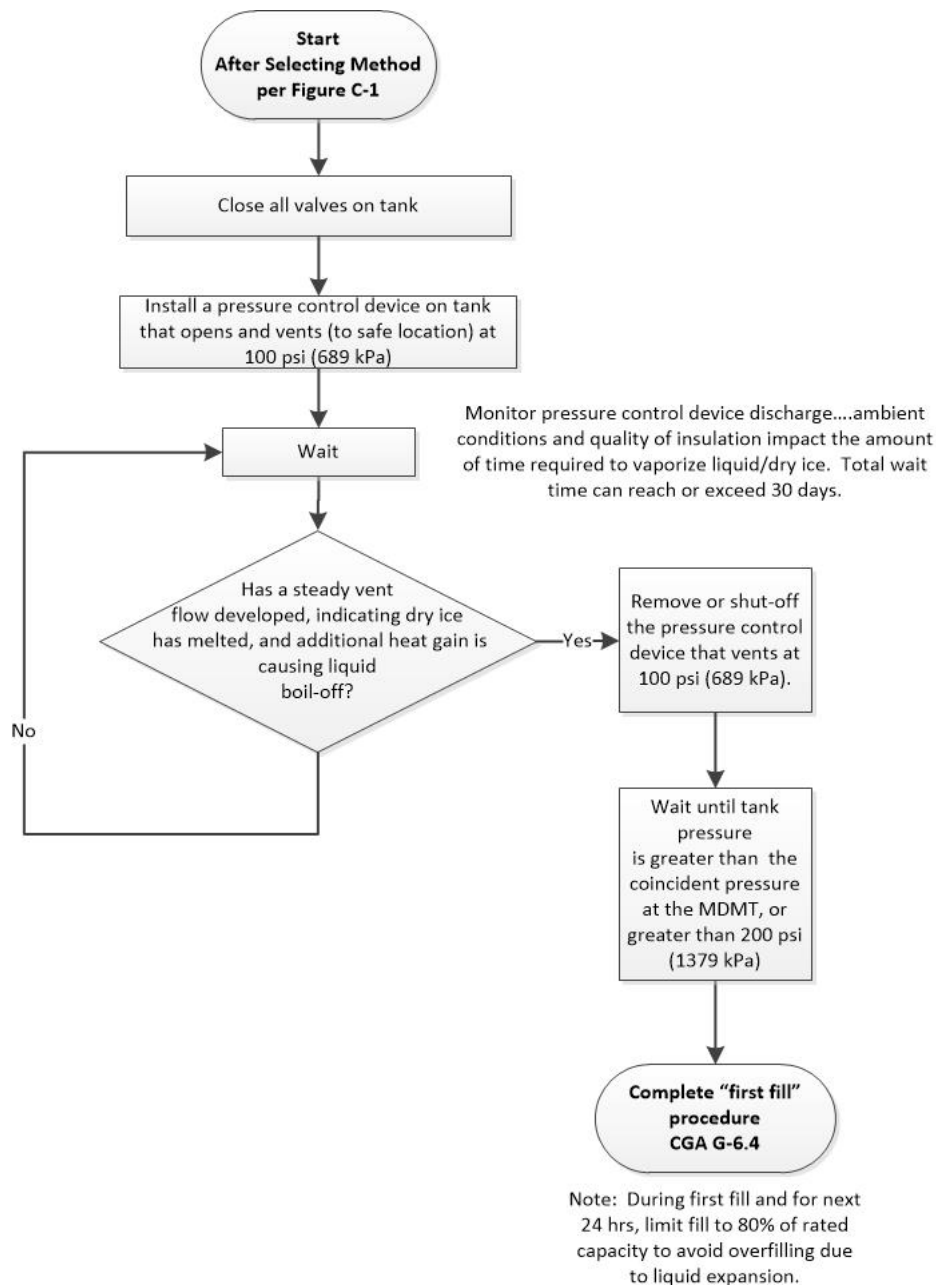 Start
After Selecting Method
per Figure C-1
Close all valves on tank
Install a pressure control device on tank
that opens and vents (to safe location) at
100 psi (689 kPa)
Wait
Monitor pressure control device discharge....ambient
conditions and quality of insulation impact the amount
of time required to vaporize liquid/dry ice.  Total wait
time can reach or exceed 30 days.
Has a steady vent
flow developed, indicating dry ice
has melted, and additional heat gain is
causing liquid
boil-off?
Yes
No
Remove or shut-off
the pressure control
device that vents at
100 psi (689 kPa).
Wait until tank
pressure
is greater than  the
coincident pressure
at the MDMT, or
greater than 200 psi
(1379 kPa)
Complete “first fill”
procedure
CGA G-6.4
Note:  During first fill and for next
24 hrs, limit fill to 80% of rated
capacity to avoid overfilling due
to liquid expansion.